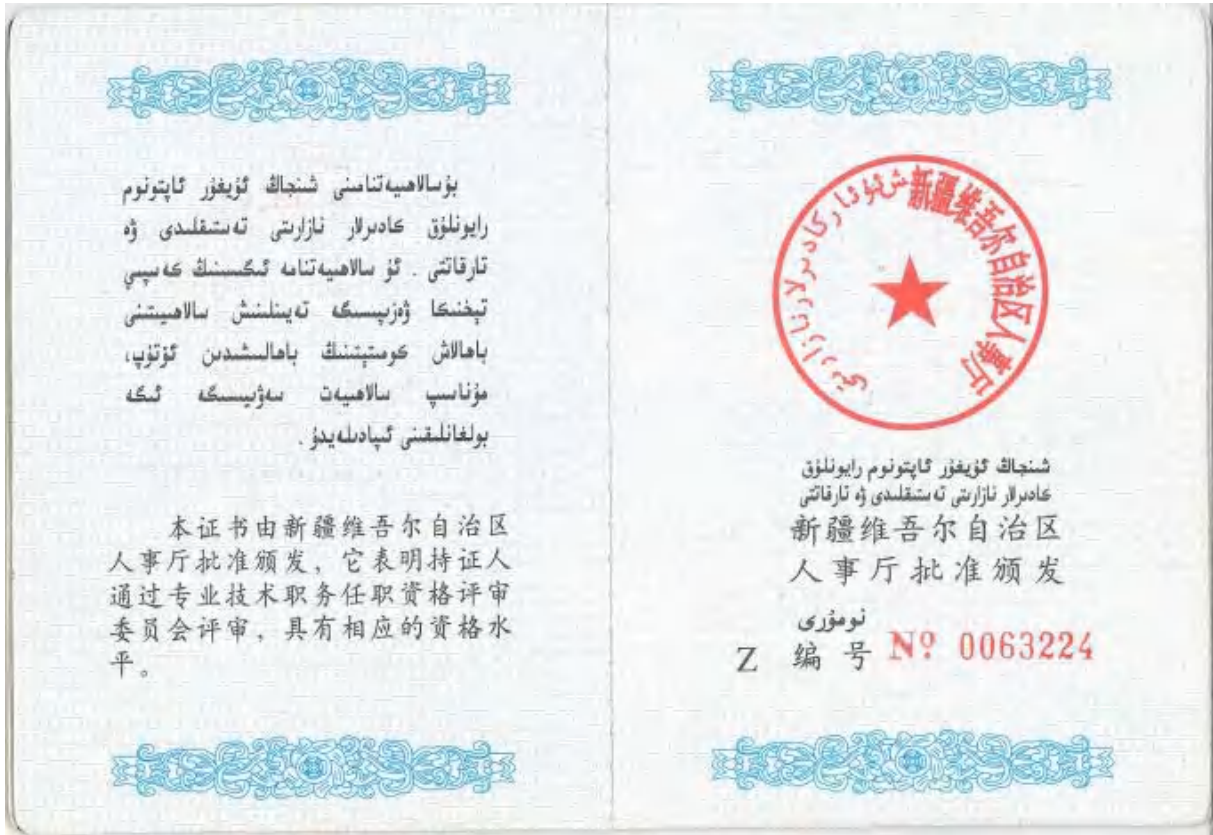 بۇسالاھىيەتنامىنى شىنجاڭ ئۇيغۇر ئاپتونوم
رايونلۇق كادىرلار نازارىتى تەستىقلىدى ۋە
تارقاتتى . ئۇ سالاھىيەتنامە ئىگىسىنىڭ كەسپىي
تېخنىكا ۋەزىپىسىگە تەيىنلىنىش سالاھىيىتىنى
باھالاش كومىتېتىنىڭ باھالىشىدىن ئۆتۈپ،
مۇناسىپ سالاھىيەت سەۋىيىسىگە ئىگە
بولغانلىقىنى ئىپادىلەيدۇ .
本证书由新疆维吾尔自治区
人事厅批准颁发，它表明持证人
通过专业技术职务任职资格评审
委员会评审，具有相应的资格水
平。
新疆维吾尔自治区人事厅
شىنجاڭ ئۇيغۇر ئاپتونوم رايونلۇق
كادىرلار نازارىتى تەستىقلىدى ۋە تارقاتتى
新疆维吾尔自治区
人事厅批准颁发
نومۇرى
Z 编号 № 0063224